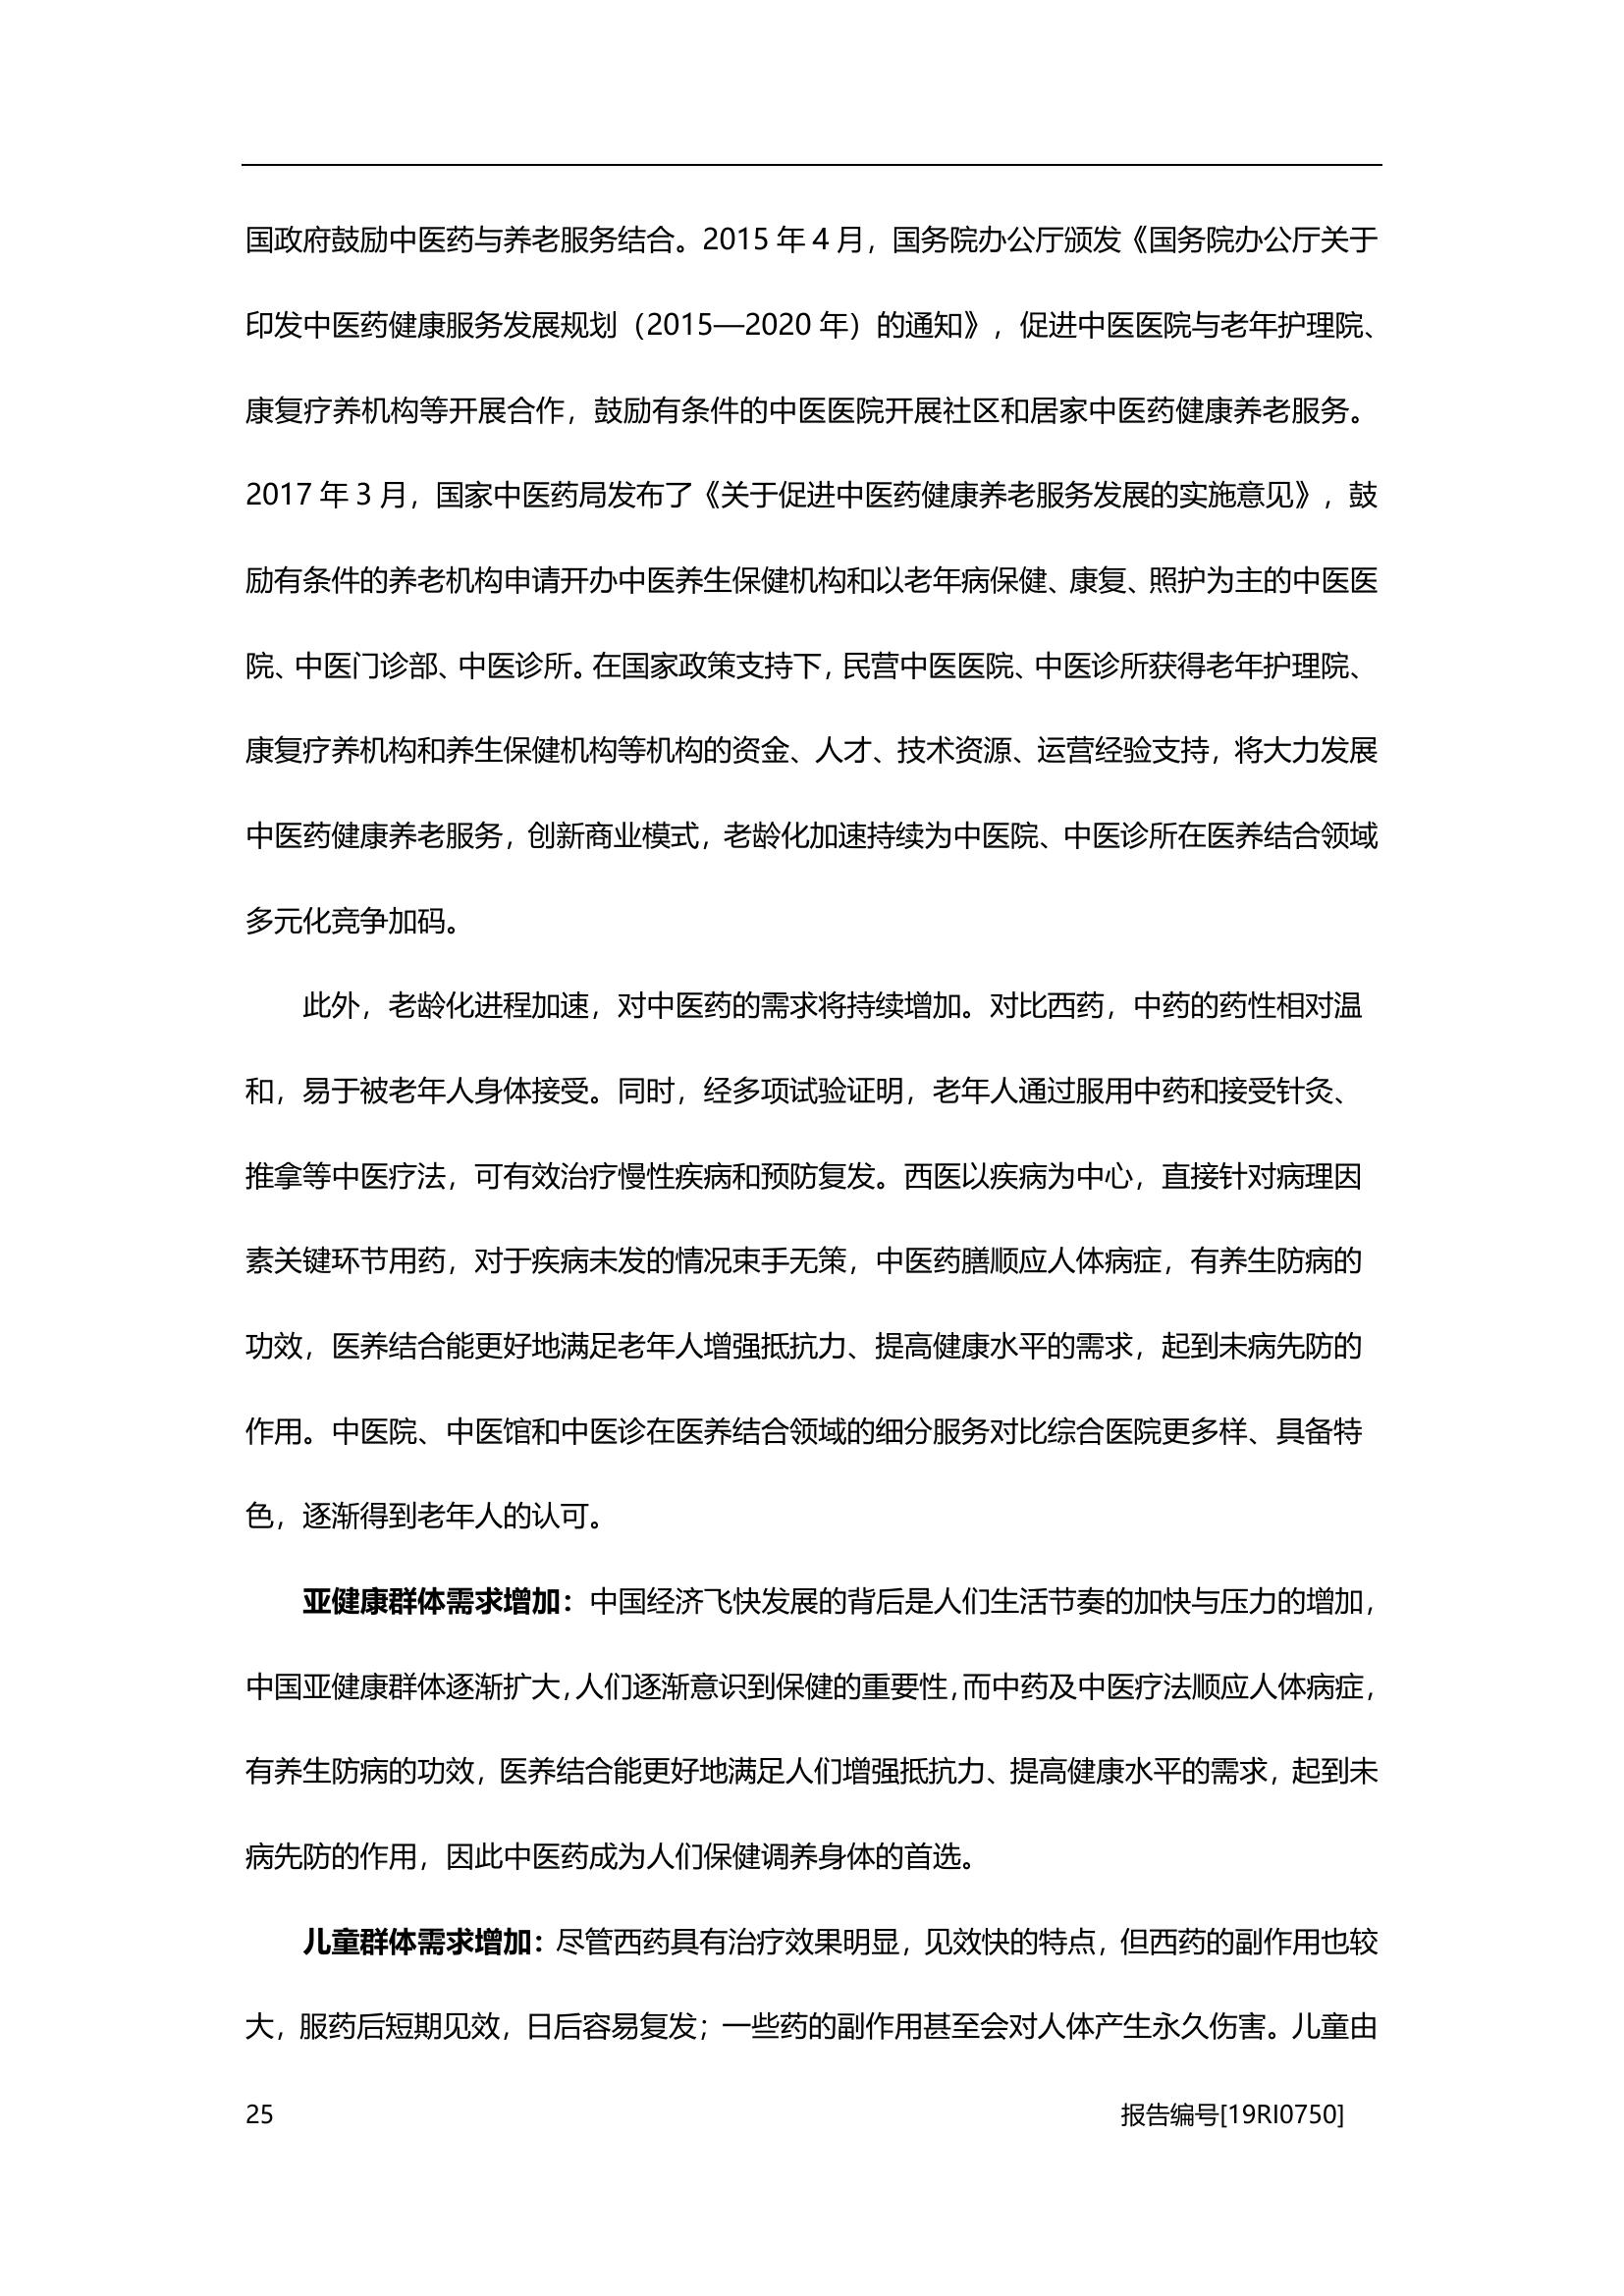 国政府鼓励中医药与养老服务结合。2015 年 4 月，国务院办公厅颁发《国务院办公厅关于
印发中医药健康服务发展规划（2015—2020 年）的通知》，促进中医医院与老年护理院、
康复疗养机构等开展合作，鼓励有条件的中医医院开展社区和居家中医药健康养老服务。
2017 年 3 月，国家中医药局发布了《关于促进中医药健康养老服务发展的实施意见》，鼓
励有条件的养老机构申请开办中医养生保健机构和以老年病保健、康复、照护为主的中医医
院、中医门诊部、中医诊所。在国家政策支持下，民营中医医院、中医诊所获得老年护理院、
康复疗养机构和养生保健机构等机构的资金、人才、技术资源、运营经验支持，将大力发展
中医药健康养老服务，创新商业模式，老龄化加速持续为中医院、中医诊所在医养结合领域
多元化竞争加码。
此外，老龄化进程加速，对中医药的需求将持续增加。对比西药，中药的药性相对温
和，易于被老年人身体接受。同时，经多项试验证明，老年人通过服用中药和接受针灸、
推拿等中医疗法，可有效治疗慢性疾病和预防复发。西医以疾病为中心，直接针对病理因
素关键环节用药，对于疾病未发的情况束手无策，中医药膳顺应人体病症，有养生防病的
功效，医养结合能更好地满足老年人增强抵抗力、提高健康水平的需求，起到未病先防的
作用。中医院、中医馆和中医诊在医养结合领域的细分服务对比综合医院更多样、具备特
色，逐渐得到老年人的认可。
亚健康群体需求增加：中国经济飞快发展的背后是人们生活节奏的加快与压力的增加，
中国亚健康群体逐渐扩大，人们逐渐意识到保健的重要性，而中药及中医疗法顺应人体病症，
有养生防病的功效，医养结合能更好地满足人们增强抵抗力、提高健康水平的需求，起到未
病先防的作用，因此中医药成为人们保健调养身体的首选。
儿童群体需求增加：尽管西药具有治疗效果明显，见效快的特点，但西药的副作用也较
大，服药后短期见效，日后容易复发；一些药的副作用甚至会对人体产生永久伤害。儿童由
25 报告编号[19RI0750]